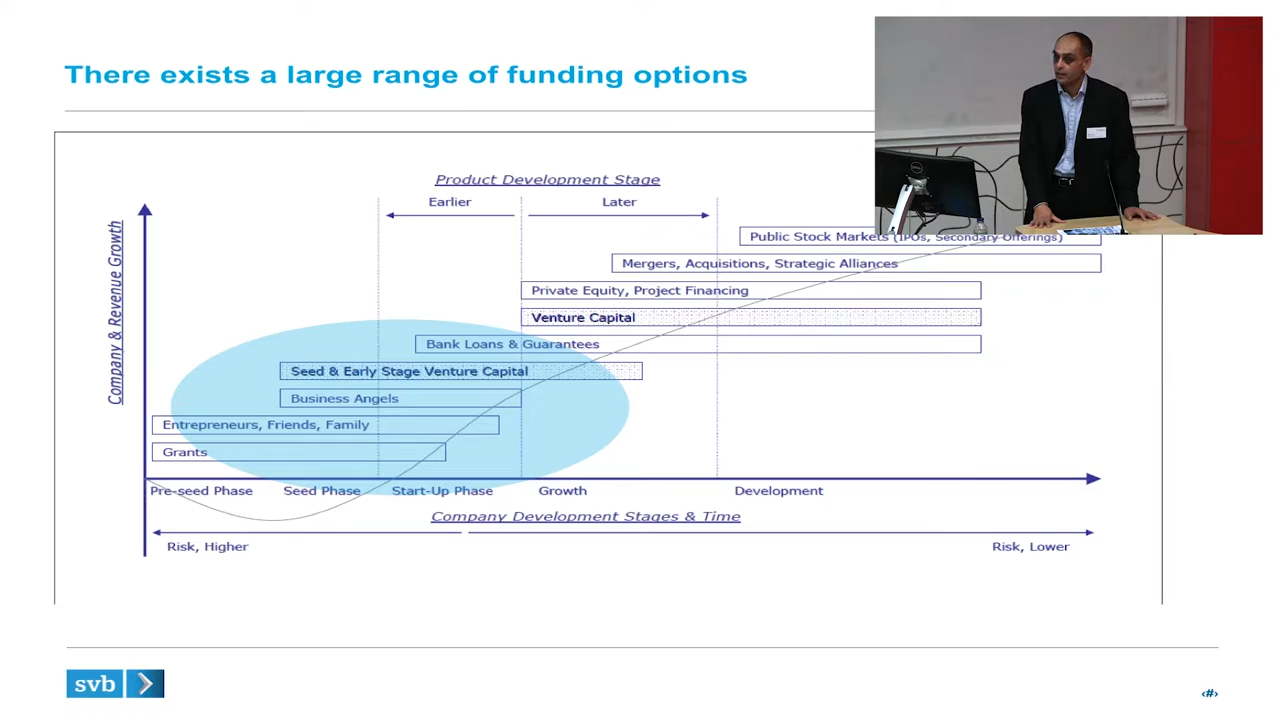 There exists a large range of funding options
Product Development Stage
Earlier
Later
Company & Revenue Growth
Public Stock Markets (IPOs, Secondary Offerings)
Mergers, Acquisitions, Strategic Alliances
Private Equity, Project Financing
Venture Capital
Bank Loans & Guarantees
Seed & Early Stage Venture Capital
Business Angels
Entrepreneurs, Friends, Family
Grants
Pre-seed Phase
Seed Phase
Start-Up Phase
Growth
Development
Company Development Stages & Time
Risk, Higher
Risk, Lower
svb
‹#›